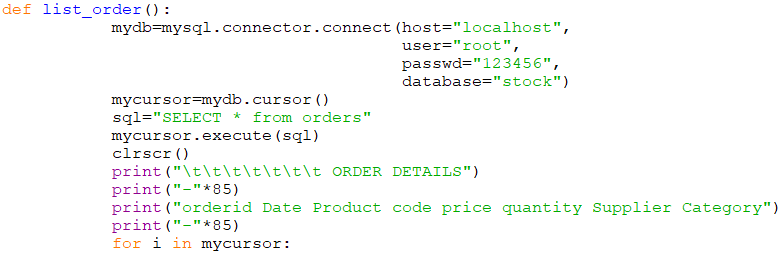 def list_order():
mydb=mysql.connector.connect(host="localhost",
user="root",
passwd="123456",
database="stock")
mycursor=mydb.cursor()
sql="SELECT * from orders"
mycursor.execute(sql)
clrscr()
print("\t\t\t\t\t\t\t ORDER DETAILS")
print("-"*85)
print("orderid Date Product code price quantity Supplier Category")
print("-"*85)
for i in mycursor: